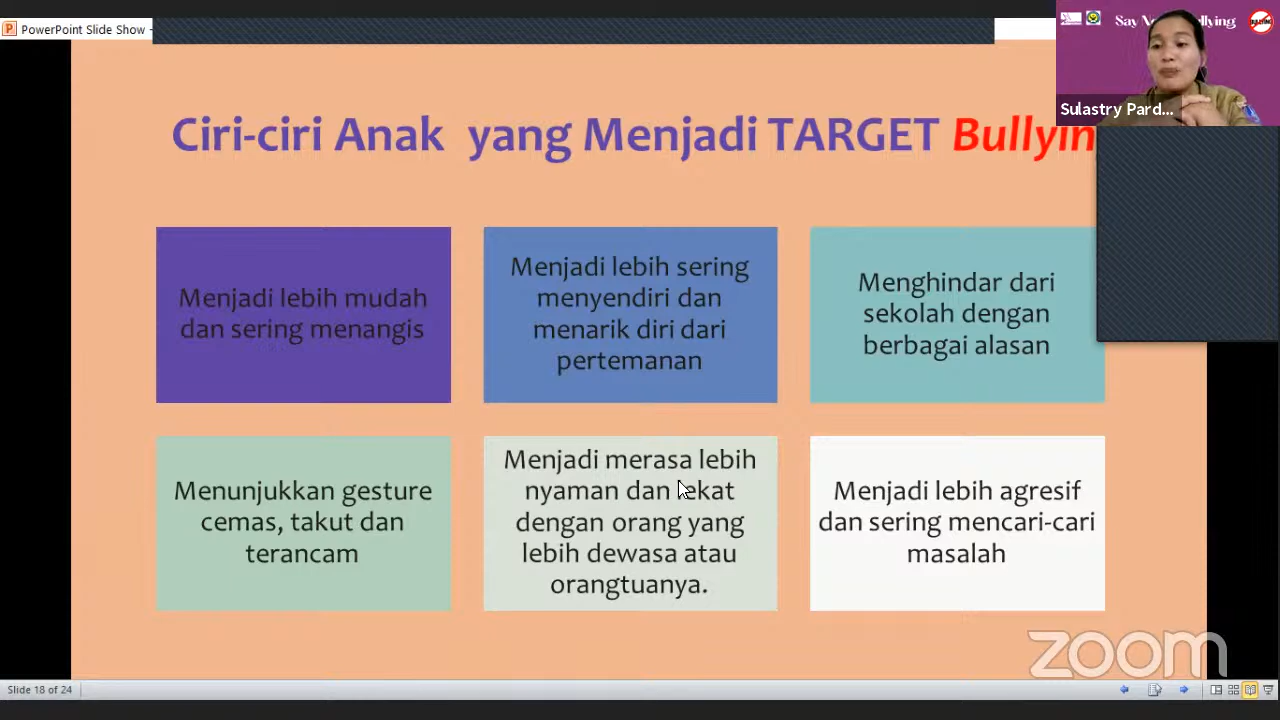 PowerPoint Slide Show -
Sulastry Pard...
Ciri-ciri Anak yang Menjadi TARGET
Menjadi lebih mudah
dan sering menangis
Menjadi lebih sering
menyendiri dan
menarik diri dari
pertemanan
Menghindar dari
sekolah dengan
berbagai alasan
Menunjukkan gesture
cemas, takut dan
terancam
Menjadi merasa lebih
nyaman dan lekat
dengan orang yang
lebih dewasa atau
orangtuanya.
Menjadi lebih agresif
dan sering mencari-cari
masalah
zoom
Slide 18 of 24